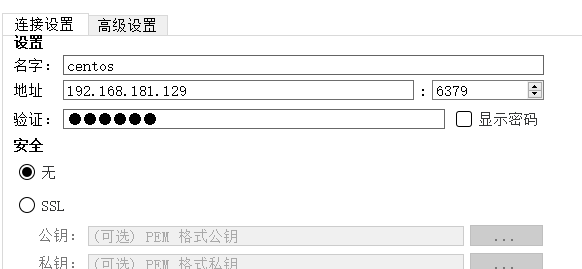 连接设置 高级设置
设置
名字： centos
地址 192.168.181.129 : 6379
验证： ●●●●●● 显示密码
安全
无
SSL
公钥： (可选) PEM 格式公钥 ...
私钥： (可选) PEM 格式私钥 ...